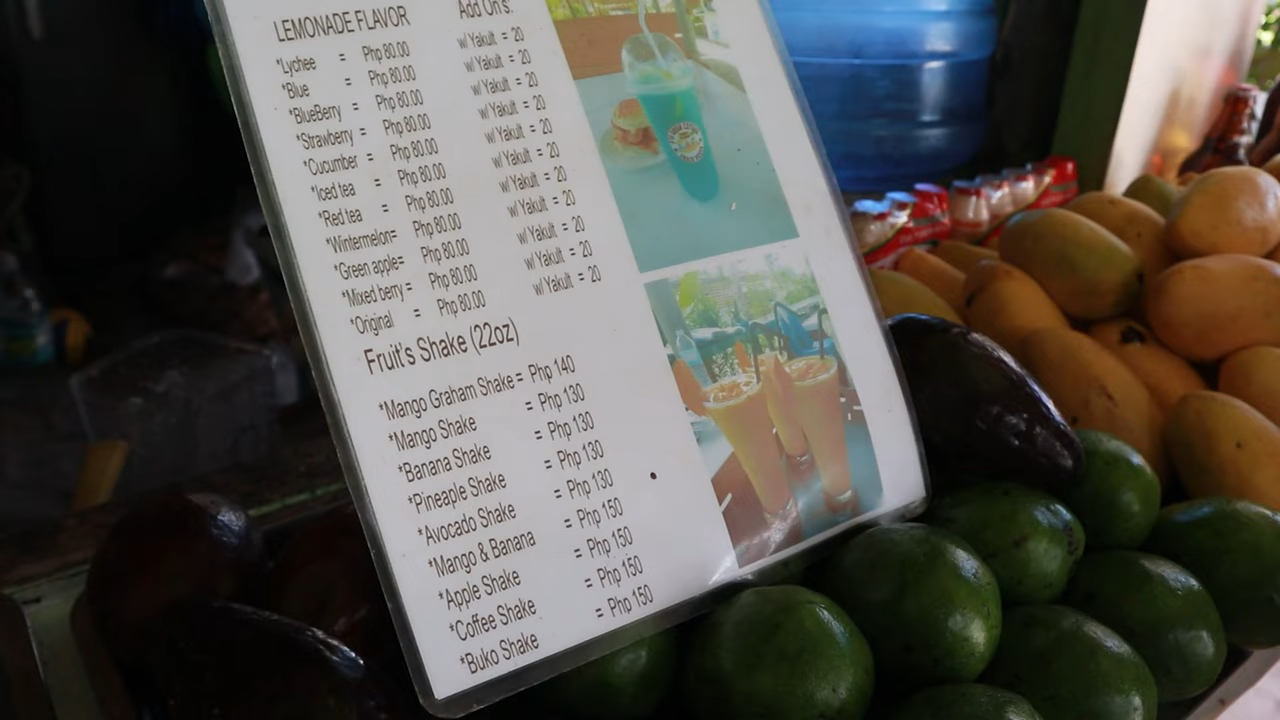 LEMONADE FLAVOR Add On's:
*Lychee = Php 80.00 w/ Yakult = 20
*Blue = Php 80.00 w/ Yakult = 20
*BlueBerry = Php 80.00 w/ Yakult = 20
*Strawberry = Php 80.00 w/ Yakult = 20
*Cucumber = Php 80.00 w/ Yakult = 20
*Iced tea = Php 80.00 w/ Yakult = 20
*Red tea = Php 80.00 w/ Yakult = 20
*Wintermelon= Php 80.00 w/ Yakult = 20
*Green apple= Php 80.00 w/ Yakult = 20
*Mixed berry = Php 80.00 w/ Yakult = 20
*Original = Php 80.00 w/ Yakult = 20
Fruit's Shake (22oz)
*Mango Graham Shake = Php 140
*Mango Shake = Php 130
*Banana Shake = Php 130
*Pineaple Shake = Php 130
*Avocado Shake = Php 130
*Mango & Banana = Php 150
*Apple Shake = Php 150
*Coffee Shake = Php 150
*Buko Shake = Php 150